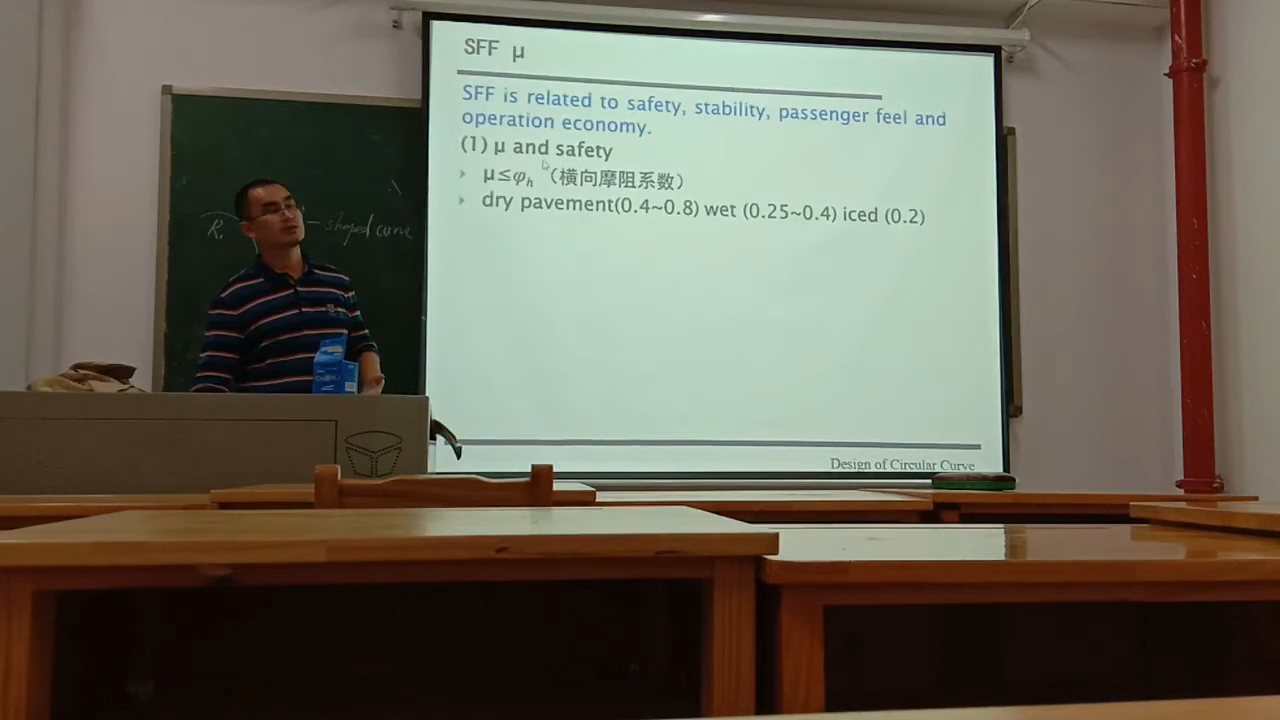 SFF μ
SFF is related to safety, stability, passenger feel and
operation economy.
(1) μ and safety
μ≤φh（横向摩阻系数）
dry pavement(0.4~0.8) wet (0.25~0.4) iced (0.2)
Design of Circular Curve
R1
- shaped curve